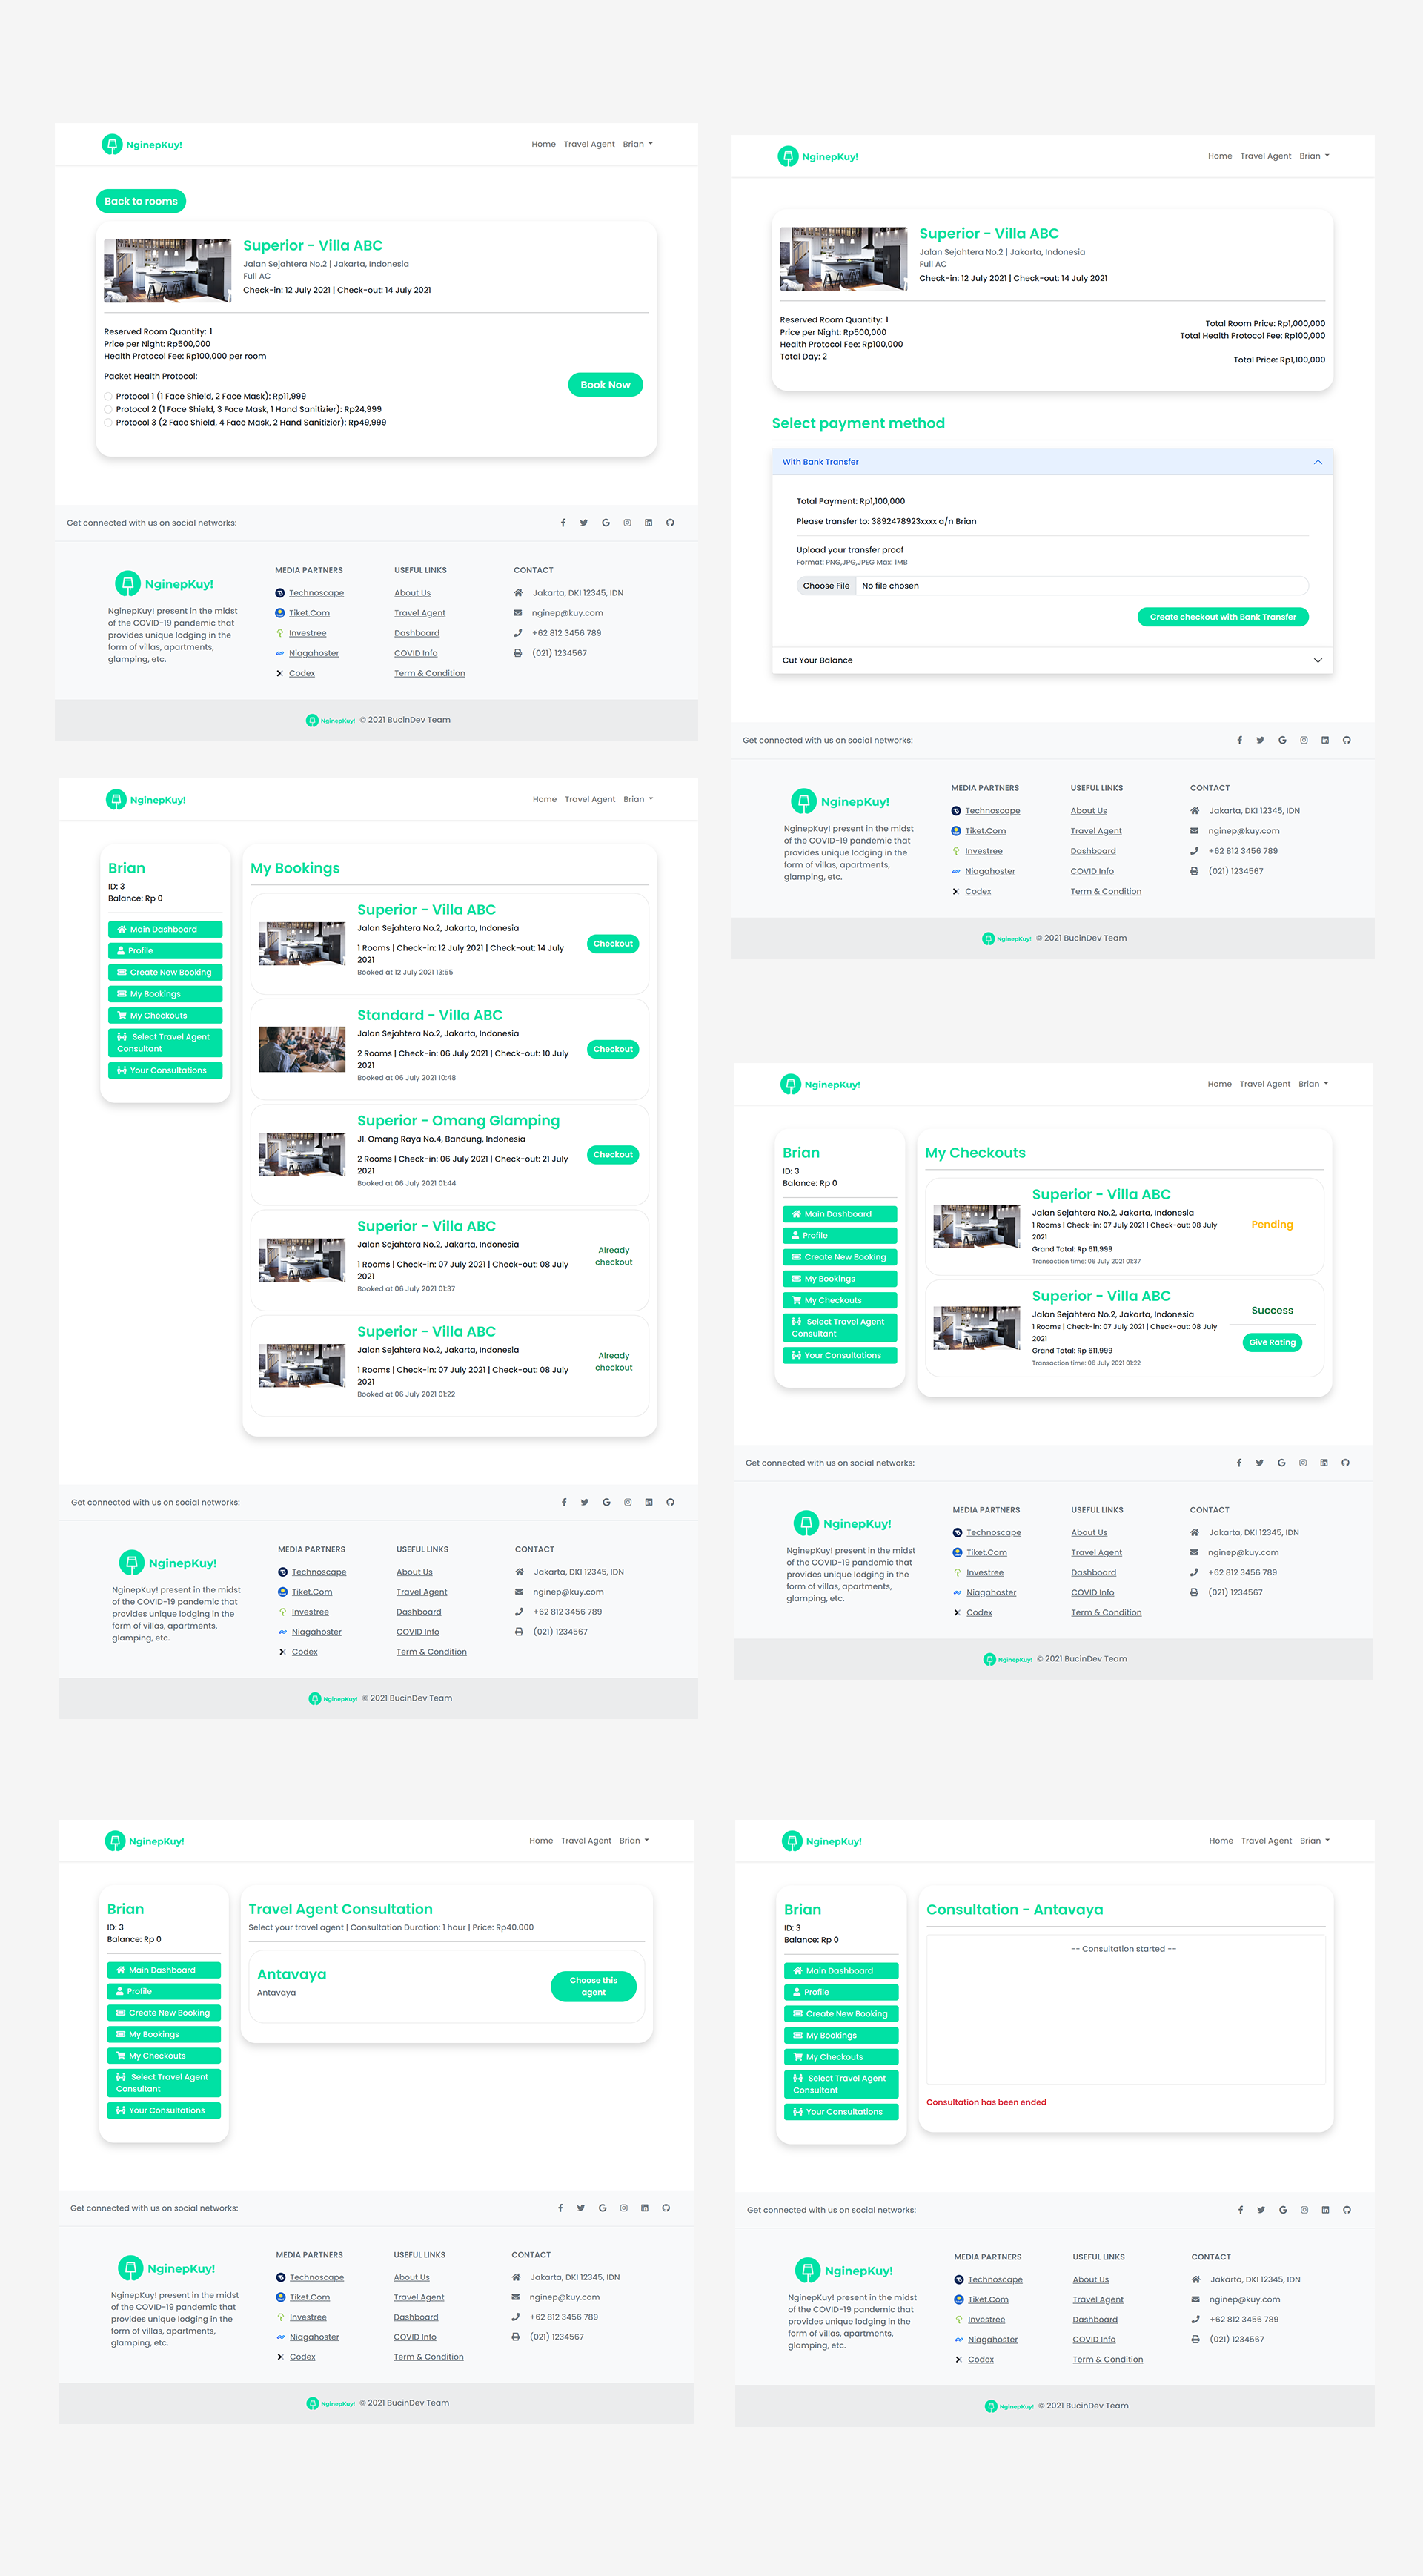 NginepKuy!
Home Travel Agent Brian
Back to rooms
Superior - Villa ABC
Jalan Sejahtera No.2 | Jakarta, Indonesia
Full AC
Check-in: 12 July 2021 | Check-out: 14 July 2021
Reserved Room Quantity: 1
Price per Night: Rp500,000
Health Protocol Fee: Rp100,000 per room
Packet Health Protocol:
Protocol 1 (1 Face Shield, 2 Face Mask): Rp11,999
Protocol 2 (1 Face Shield, 3 Face Mask, 1 Hand Sanitizier): Rp24,999
Protocol 3 (2 Face Shield, 4 Face Mask, 2 Hand Sanitizier): Rp49,999
Book Now
Get connected with us on social networks:
NginepKuy!
NginepKuy! present in the midst
of the COVID-19 pandemic that
provides unique lodging in the
form of villas, apartments,
glamping, etc.
MEDIA PARTNERS
Technoscape
Tiket.Com
Investree
Niagahoster
Codex
USEFUL LINKS
About Us
Travel Agent
Dashboard
COVID Info
Term & Condition
CONTACT
Jakarta, DKI 12345, IDN
nginep@kuy.com
+62 812 3456 789
(021) 1234567
NginepKuy! © 2021 BucinDev Team
NginepKuy!
Home Travel Agent Brian
Superior - Villa ABC
Jalan Sejahtera No.2 | Jakarta, Indonesia
Full AC
Check-in: 12 July 2021 | Check-out: 14 July 2021
Reserved Room Quantity: 1
Price per Night: Rp500,000
Health Protocol Fee: Rp100,000
Total Day: 2
Total Room Price: Rp1,000,000
Total Health Protocol Fee: Rp100,000
Total Price: Rp1,100,000
Select payment method
With Bank Transfer
Total Payment: Rp1,100,000
Please transfer to: 3892478923xxxx a/n Brian
Upload your transfer proof
Format: PNG,JPG,JPEG Max: 1MB
Choose File No file chosen
Create checkout with Bank Transfer
Cut Your Balance
Get connected with us on social networks:
NginepKuy!
NginepKuy! present in the midst
of the COVID-19 pandemic that
provides unique lodging in the
form of villas, apartments,
glamping, etc.
MEDIA PARTNERS
Technoscape
Tiket.Com
Investree
Niagahoster
Codex
USEFUL LINKS
About Us
Travel Agent
Dashboard
COVID Info
Term & Condition
CONTACT
Jakarta, DKI 12345, IDN
nginep@kuy.com
+62 812 3456 789
(021) 1234567
NginepKuy! © 2021 BucinDev Team
NginepKuy!
Home Travel Agent Brian
Brian
ID: 3
Balance: Rp 0
Main Dashboard
Profile
Create New Booking
My Bookings
My Checkouts
Select Travel Agent
Consultant
Your Consultations
My Bookings
Superior - Villa ABC
Jalan Sejahtera No.2, Jakarta, Indonesia
1 Rooms | Check-in: 12 July 2021 | Check-out: 14 July
2021
Booked at 12 July 2021 13:55
Checkout
Standard - Villa ABC
Jalan Sejahtera No.2, Jakarta, Indonesia
2 Rooms | Check-in: 06 July 2021 | Check-out: 10 July
2021
Booked at 06 July 2021 10:48
Checkout
Superior - Omang Glamping
Jl. Omang Raya No.4, Bandung, Indonesia
2 Rooms | Check-in: 06 July 2021 | Check-out: 21 July
2021
Booked at 06 July 2021 01:44
Checkout
Superior - Villa ABC
Jalan Sejahtera No.2, Jakarta, Indonesia
1 Rooms | Check-in: 07 July 2021 | Check-out: 08 July
2021
Booked at 06 July 2021 01:37
Already
checkout
Superior - Villa ABC
Jalan Sejahtera No.2, Jakarta, Indonesia
1 Rooms | Check-in: 07 July 2021 | Check-out: 08 July
2021
Booked at 06 July 2021 01:22
Already
checkout
Get connected with us on social networks:
NginepKuy!
NginepKuy! present in the midst
of the COVID-19 pandemic that
provides unique lodging in the
form of villas, apartments,
glamping, etc.
MEDIA PARTNERS
Technoscape
Tiket.Com
Investree
Niagahoster
Codex
USEFUL LINKS
About Us
Travel Agent
Dashboard
COVID Info
Term & Condition
CONTACT
Jakarta, DKI 12345, IDN
nginep@kuy.com
+62 812 3456 789
(021) 1234567
NginepKuy! © 2021 BucinDev Team
NginepKuy!
Home Travel Agent Brian
Brian
ID: 3
Balance: Rp 0
Main Dashboard
Profile
Create New Booking
My Bookings
My Checkouts
Select Travel Agent
Consultant
Your Consultations
My Checkouts
Superior - Villa ABC
Jalan Sejahtera No.2, Jakarta, Indonesia
1 Rooms | Check-in: 07 July 2021 | Check-out: 08 July
2021
Grand Total: Rp 611,999
Transaction time: 06 July 2021 01:37
Pending
Superior - Villa ABC
Jalan Sejahtera No.2, Jakarta, Indonesia
1 Rooms | Check-in: 07 July 2021 | Check-out: 08 July
2021
Grand Total: Rp 611,999
Transaction time: 06 July 2021 01:22
Success
Give Rating
Get connected with us on social networks:
NginepKuy!
NginepKuy! present in the midst
of the COVID-19 pandemic that
provides unique lodging in the
form of villas, apartments,
glamping, etc.
MEDIA PARTNERS
Technoscape
Tiket.Com
Investree
Niagahoster
Codex
USEFUL LINKS
About Us
Travel Agent
Dashboard
COVID Info
Term & Condition
CONTACT
Jakarta, DKI 12345, IDN
nginep@kuy.com
+62 812 3456 789
(021) 1234567
NginepKuy! © 2021 BucinDev Team
NginepKuy!
Home Travel Agent Brian
Brian
ID: 3
Balance: Rp 0
Main Dashboard
Profile
Create New Booking
My Bookings
My Checkouts
Select Travel Agent
Consultant
Your Consultations
Travel Agent Consultation
Select your travel agent | Consultation Duration: 1 hour | Price: Rp40.000
Antavaya
Antavaya
Choose this
agent
Get connected with us on social networks:
NginepKuy!
NginepKuy! present in the midst
of the COVID-19 pandemic that
provides unique lodging in the
form of villas, apartments,
glamping, etc.
MEDIA PARTNERS
Technoscape
Tiket.Com
Investree
Niagahoster
Codex
USEFUL LINKS
About Us
Travel Agent
Dashboard
COVID Info
Term & Condition
CONTACT
Jakarta, DKI 12345, IDN
nginep@kuy.com
+62 812 3456 789
(021) 1234567
NginepKuy! © 2021 BucinDev Team
NginepKuy!
Home Travel Agent Brian
Brian
ID: 3
Balance: Rp 0
Main Dashboard
Profile
Create New Booking
My Bookings
My Checkouts
Select Travel Agent
Consultant
Your Consultations
Consultation - Antavaya
-- Consultation started --
Consultation has been ended
Get connected with us on social networks:
NginepKuy!
NginepKuy! present in the midst
of the COVID-19 pandemic that
provides unique lodging in the
form of villas, apartments,
glamping, etc.
MEDIA PARTNERS
Technoscape
Tiket.Com
Investree
Niagahoster
Codex
USEFUL LINKS
About Us
Travel Agent
Dashboard
COVID Info
Term & Condition
CONTACT
Jakarta, DKI 12345, IDN
nginep@kuy.com
+62 812 3456 789
(021) 1234567
NginepKuy! © 2021 BucinDev Team